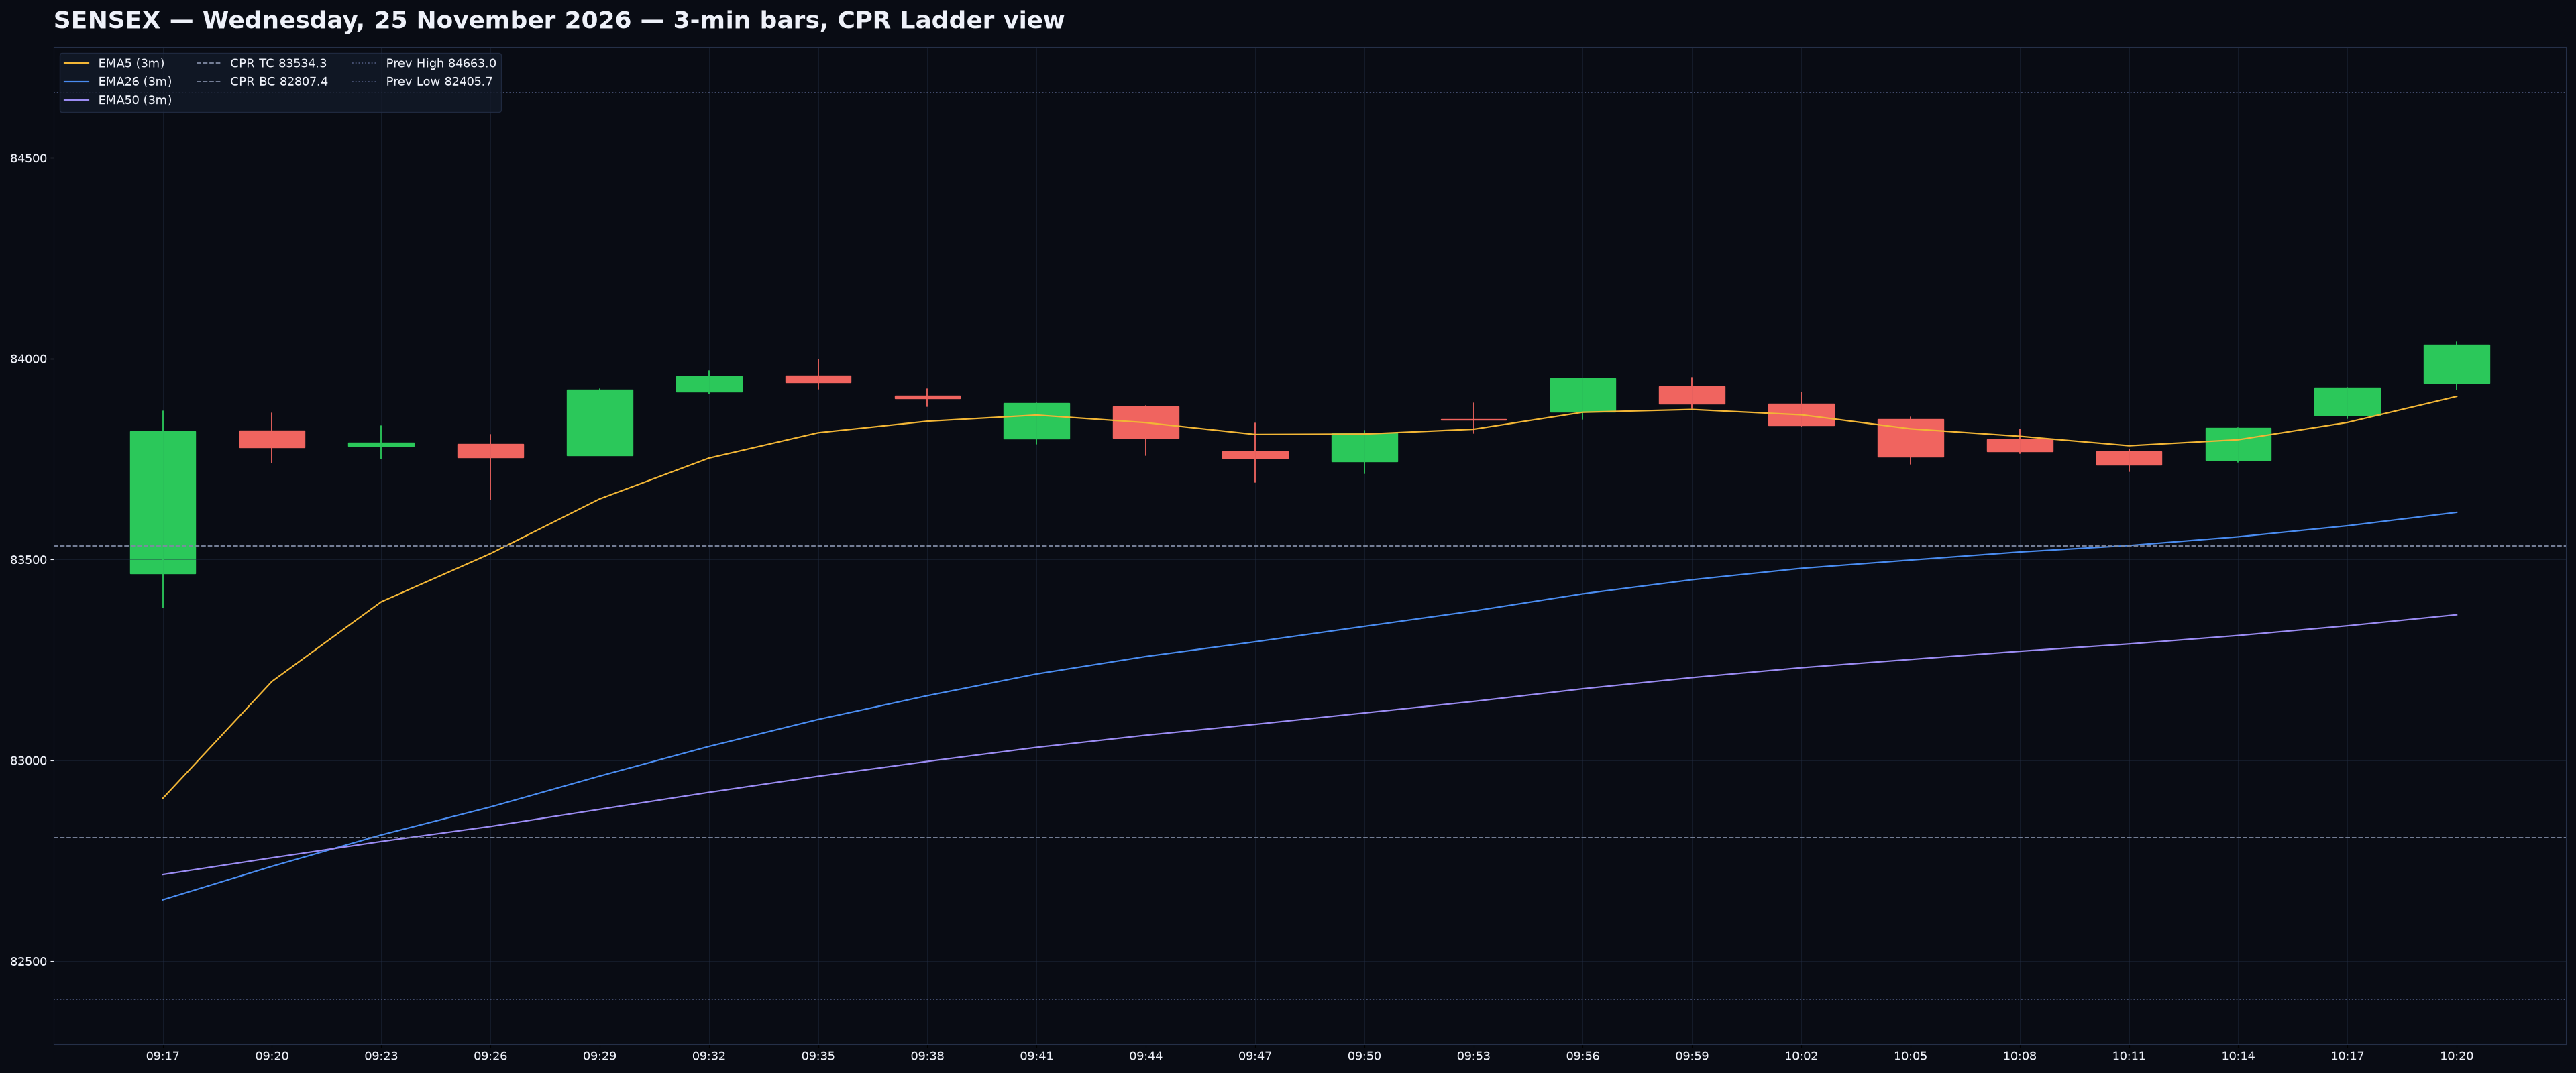 SENSEX — Wednesday, 25 November 2026 — 3-min bars, CPR Ladder view
EMA5 (3m) CPR TC 83534.3 Prev High 84663.0
EMA26 (3m) CPR BC 82807.4 Prev Low 82405.7
EMA50 (3m)
84500
84000
83500
83000
82500
09:17 09:20 09:23 09:26 09:29 09:32 09:35 09:38 09:41 09:44 09:47 09:50 09:53 09:56 09:59 10:02 10:05 10:08 10:11 10:14 10:17 10:20